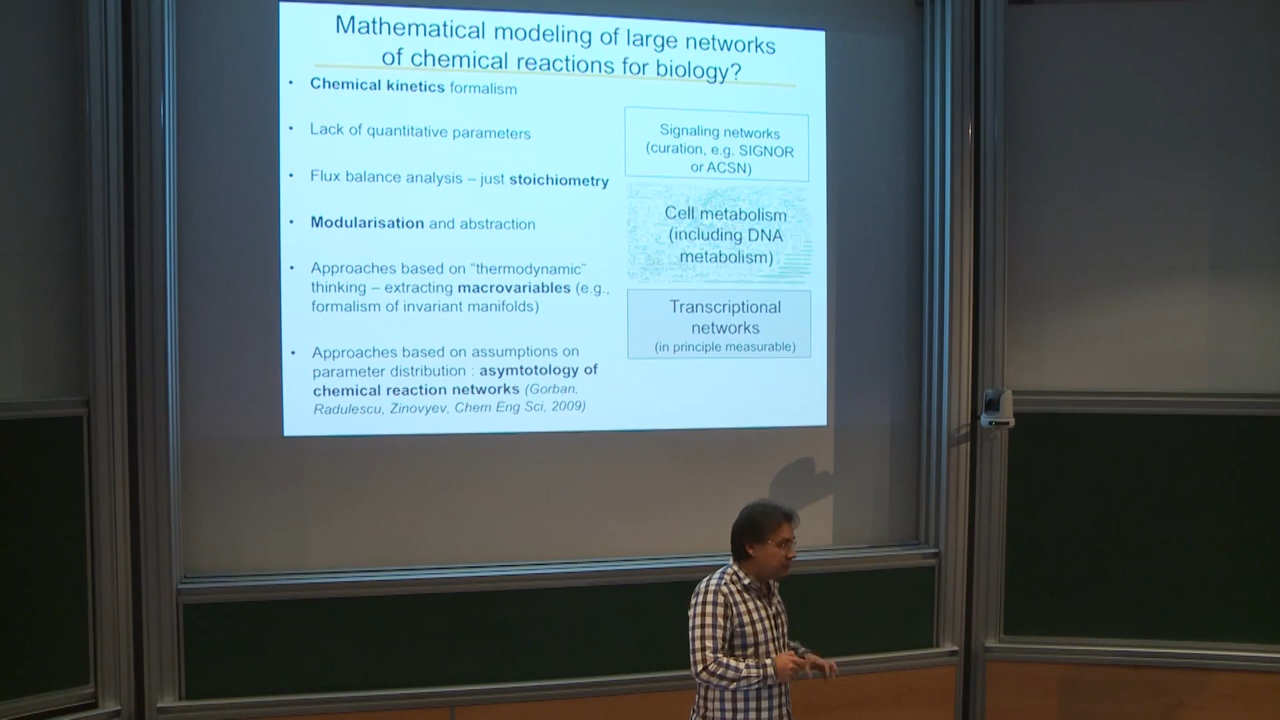 Mathematical modeling of large networks
of chemical reactions for biology?
• Chemical kinetics formalism
• Lack of quantitative parameters
• Flux balance analysis – just stoichiometry
• Modularisation and abstraction
• Approaches based on "thermodynamic"
thinking – extracting macrovariables (e.g.,
formalism of invariant manifolds)
• Approaches based on assumptions on
parameter distribution : asymtotology of
chemical reaction networks (Gorban,
Radulescu, Zinovyev, Chem Eng Sci, 2009)
Signaling networks
(curation, e.g. SIGNOR
or ACSN)
Cell metabolism
(including DNA
metabolism)
Transcriptional
networks
(in principle measurable)